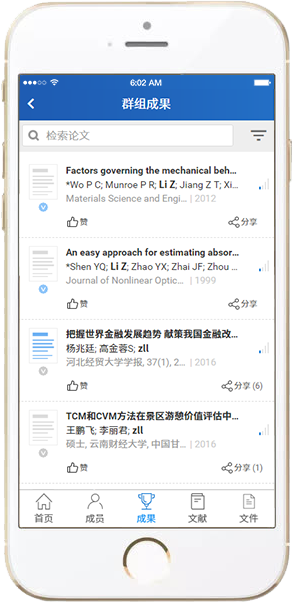 6:02 AM
群组成果
检索论文
Factors governing the mechanical beh...
*Wo P C; Munroe P R; Li Z; Jiang Z T; Xi...
Materials Science and Engi... | 2012
赞 分享
An easy approach for estimating absor...
*Shen YQ; Li Z; Zhao YX; Zhai JF; Zhou ...
Journal of Nonlinear Optic... | 1999
赞 分享
把握世界金融发展趋势 献策我国金融改...
杨兆廷; 高金蓉S; zll
河北经贸大学学报, 37(1), 2... | 2016
赞 分享 (6)
TCM和CVM方法在景区游憩价值评估中...
王鹏飞; 李丽君; zll
硕士, 云南财经大学, 中国甘... | 2016
赞 分享 (1)
首页 成员 成果 文献 文件